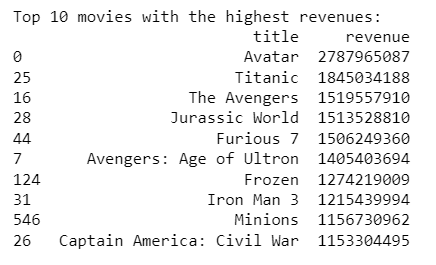 Top 10 movies with the highest revenues:
title revenue
0 Avatar 2787965087
25 Titanic 1845034188
16 The Avengers 1519557910
28 Jurassic World 1513528810
44 Furious 7 1506249360
7 Avengers: Age of Ultron 1405403694
124 Frozen 1274219009
31 Iron Man 3 1215439994
546 Minions 1156730962
26 Captain America: Civil War 1153304495